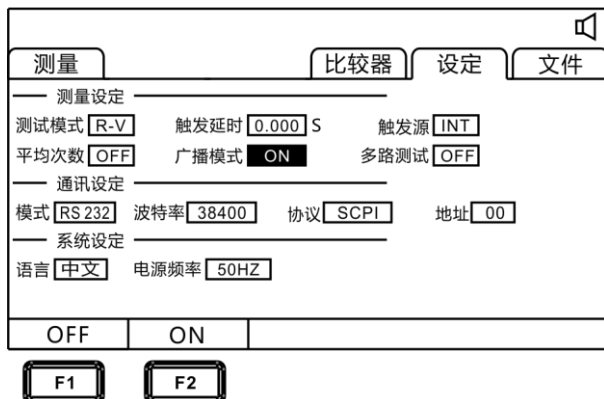 测量 比较器 设定 文件
测量设定
测试模式 R-V 触发延时 0.000 S 触发源 INT
平均次数 OFF 广播模式 ON 多路测试 OFF
通讯设定
模式 RS 232 波特率 38400 协议 SCPI 地址 00
系统设定
语言 中文 电源频率 50HZ
OFF ON
F1 F2